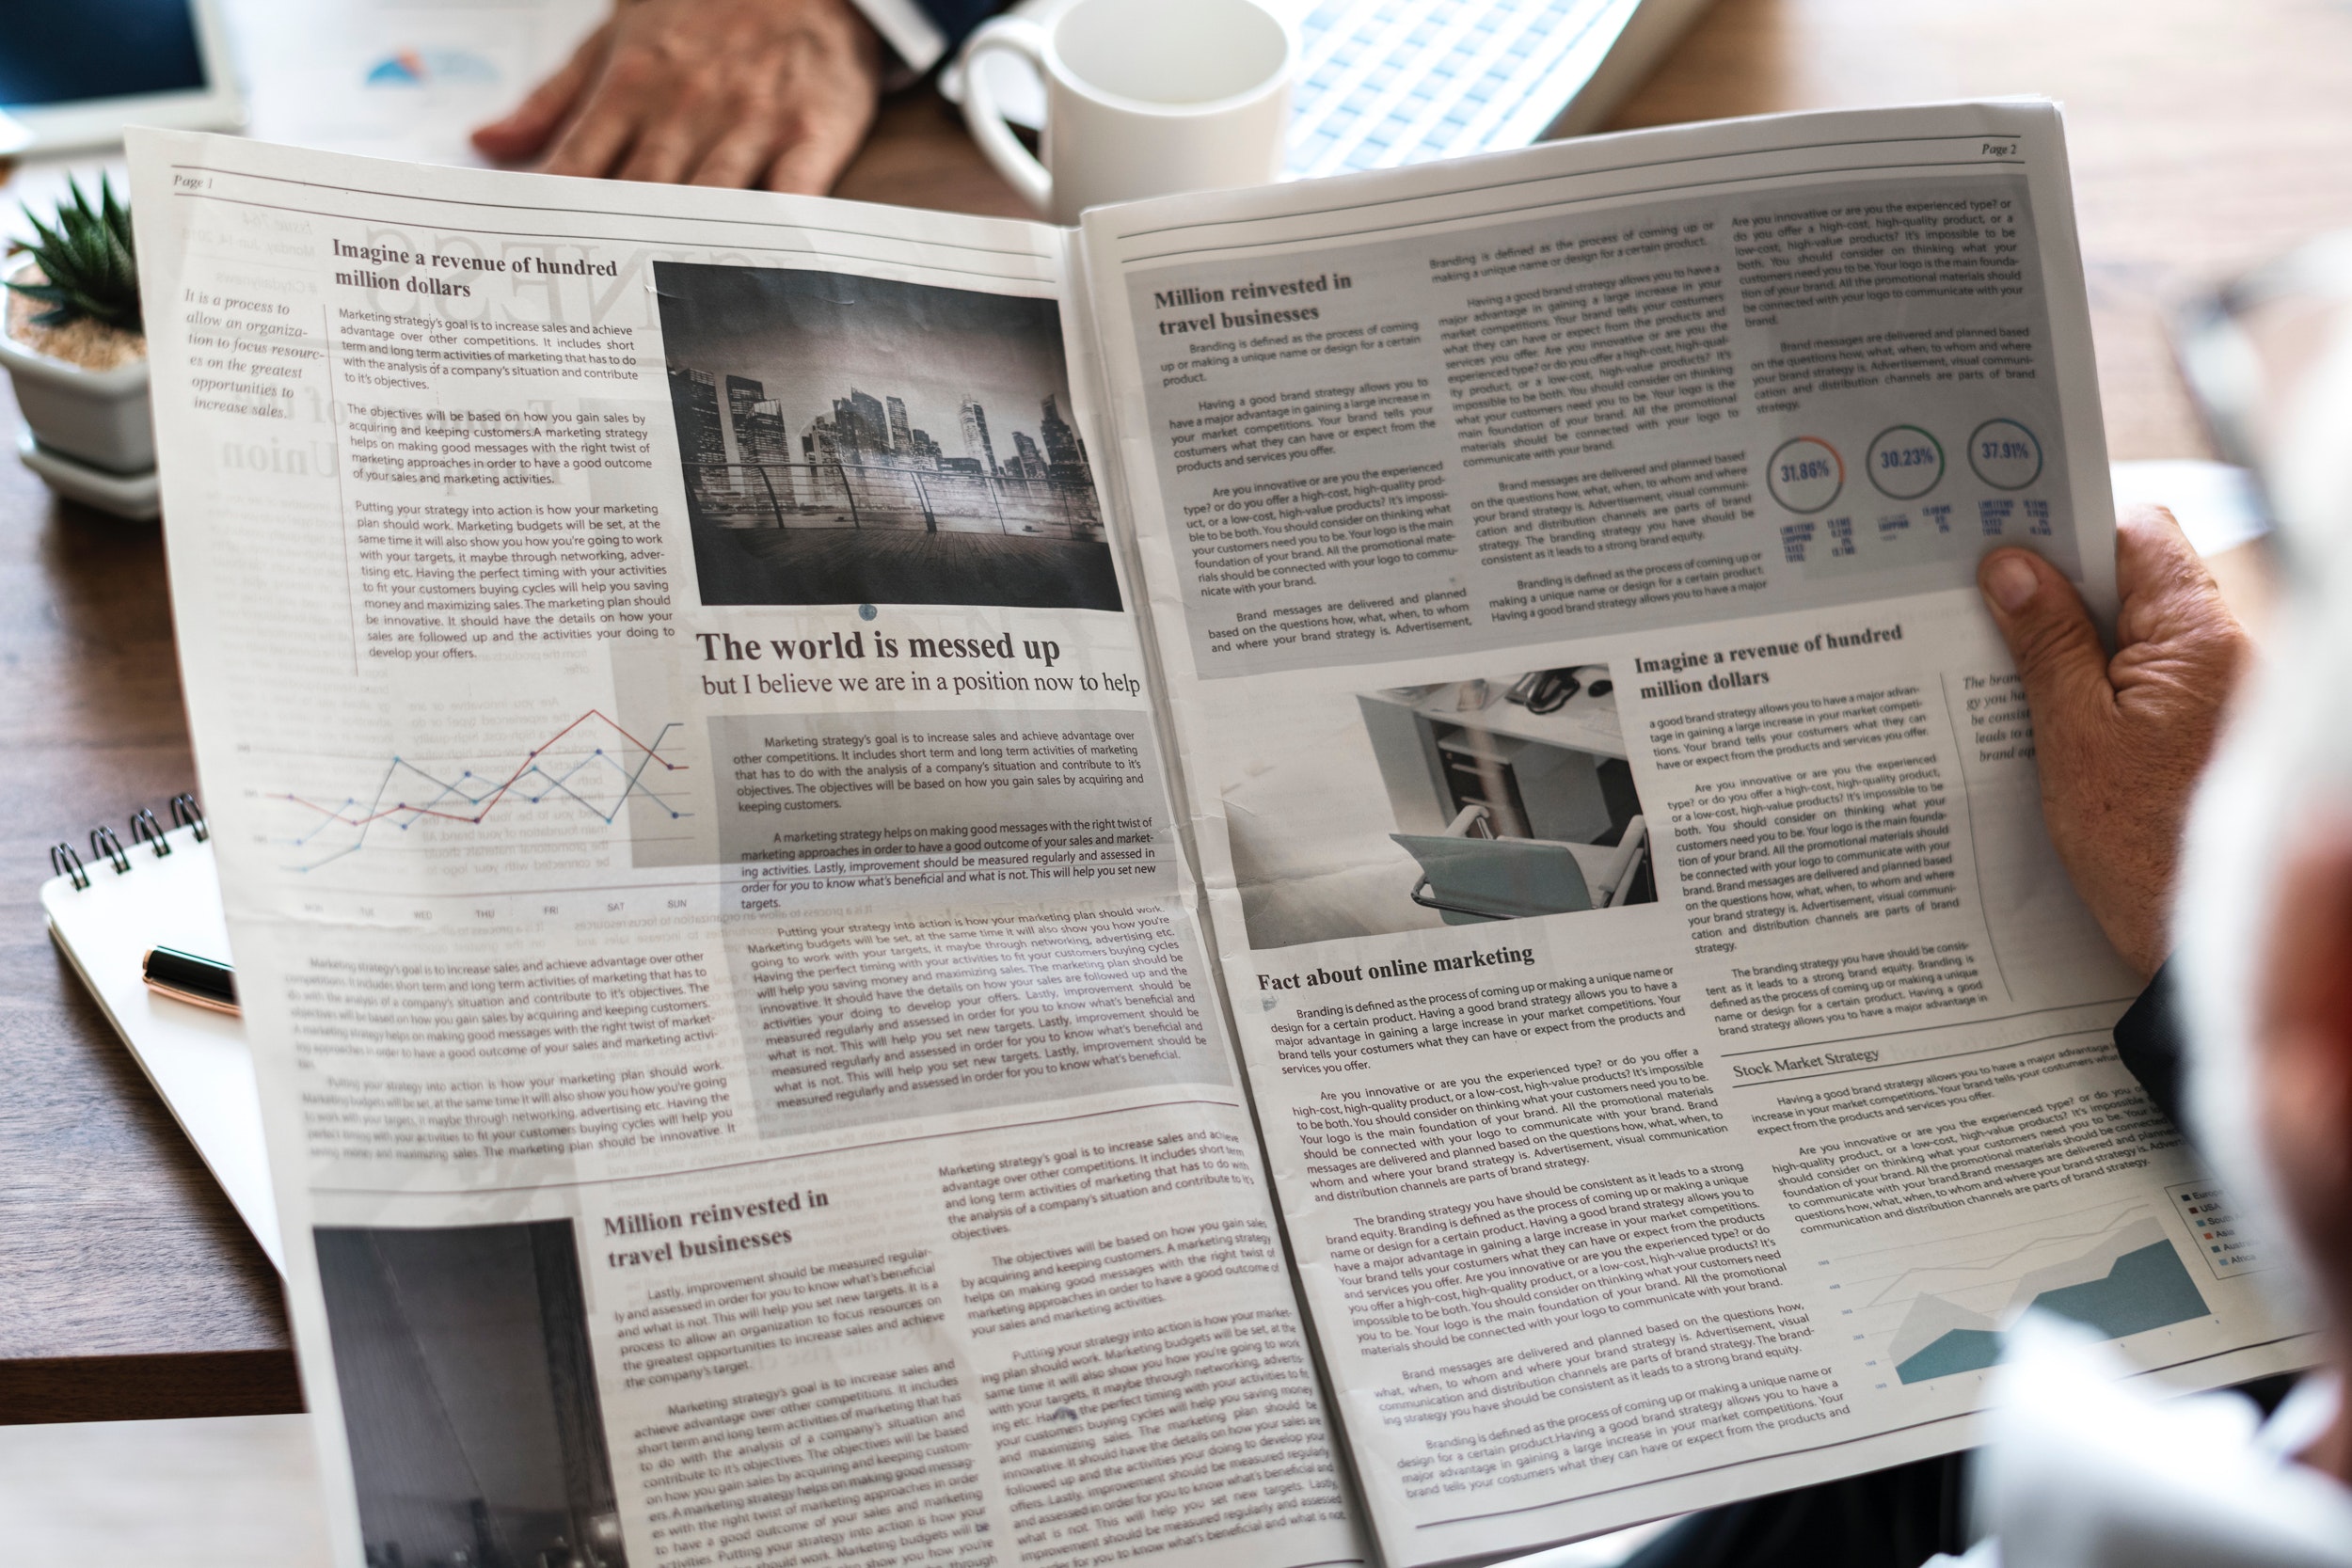 Page 1
It is a process to
allow an organiza-
tion to focus resourc-
es on the greatest
opportunities to
increase sales.
Imagine a revenue of hundred
million dollars
Marketing strategy's goal is to increase sales and achieve
advantage over other competitions. It includes short
term and long term activities of marketing that has to do
with the analysis of a company's situation and contribute
to it's objectives.
The objectives will be based on how you gain sales by
acquiring and keeping customers.A marketing strategy
helps on making good messages with the right twist of
marketing approaches in order to have a good outcome
of your sales and marketing activities.
Putting your strategy into action is how your marketing
plan should work. Marketing budgets will be set, at the
same time it will also show you how you're going to work
with your targets, it maybe through networking, adver-
tising etc. Having the perfect timing with your activities
to fit your customers buying cycles will help you saving
money and maximizing sales. The marketing plan should
be innovative. It should have the details on how your
sales are followed up and the activities your doing to
develop your offers.
The world is messed up
but I believe we are in a position now to help
Marketing strategy's goal is to increase sales and achieve advantage over
other competitions. It includes short term and long term activities of marketing
that has to do with the analysis of a company's situation and contribute to it's
objectives. The objectives will be based on how you gain sales by acquiring and
keeping customers.
A marketing strategy helps on making good messages with the right twist of
marketing approaches in order to have a good outcome of your sales and market-
ing activities. Lastly, improvement should be measured regularly and assessed in
order for you to know what's beneficial and what is not. This will help you set new
targets.
Putting your strategy into action is how your marketing plan should work.
Marketing budgets will be set, at the same time it will also show you how you're
going to work with your targets, it maybe through networking, advertising etc.
Having the perfect timing with your activities to fit your customers buying cycles
will help you saving money and maximizing sales. The marketing plan should be
innovative. It should have the details on how your sales are followed up and the
activities your doing to develop your offers. Lastly, improvement should be
measured regularly and assessed in order for you to know what's beneficial and
what is not. This will help you set new targets. Lastly, improvement should be
measured regularly and assessed in order for you to know what's beneficial and
what is not. This will help you set new targets. Lastly, improvement should be
measured regularly and assessed in order for you to know what's beneficial.
WED THU FRI SAT SUN
Marketing strategy's goal is to increase sales and achieve advantage over other
competitions. It includes short term and long term activities of marketing that has to
do with the analysis of a company's situation and contribute to it's objectives. The
objectives will be based on how you gain sales by acquiring and keeping customers.
A marketing strategy helps on making good messages with the right twist of market-
ing approaches in order to have a good outcome of your sales and marketing activi-
Putting your strategy into action is how your marketing plan should work.
Marketing budgets will be set, at the same time it will also show you how you're going
to work with your targets, it maybe through networking, advertising etc. Having the
perfect timing with your activities to fit your customers buying cycles will help you
saving money and maximizing sales. The marketing plan should be innovative. It
Million reinvested in
travel businesses
Lastly, improvement should be measured regular-
ly and assessed in order for you to know what's beneficial
and what is not. This will help you set new targets. It is a
process to allow an organization to focus resources on
the greatest opportunities to increase sales and achieve
the company's target.
Marketing strategy's goal is to increase sales and
achieve advantage over other competitions. It includes
short term and long term activities of marketing that has
to do with the analysis of a company's situation and
contribute to it's objectives. The objectives will be based
on how you gain sales by acquiring and keeping custom-
ers. A marketing strategy helps on making good messag-
es with the right twist of marketing approaches in order
to have a good outcome of your sales and marketing
activities. Putting your strategy into action is how your
Marketing strategy's goal is to increase sales and achieve
advantage over other competitions. It includes short term
and long term activities of marketing that has to do with
the analysis of a company's situation and contribute to it's
objectives.
The objectives will be based on how you gain sales
by acquiring and keeping customers. A marketing strategy
helps on making good messages with the right twist of
marketing approaches in order to have a good outcome of
your sales and marketing activities.
Putting your strategy into action is how your market-
ing plan should work. Marketing budgets will be set, at the
same time it will also show you how you're going to work
with your targets, it maybe through networking, advertis-
ing etc. Having the perfect timing with your activities to fit
your customers buying cycles will help you saving money
and maximizing sales. The marketing plan should be
innovative. It should have the details on how your sales are
followed up and the activities your doing to develop your
offers. Lastly, improvement should be measured regularly
and assessed in order for you to know what's beneficial and
what is not. This will help you set new targets. Lastly,
improvement should be measured regularly and assessed
for you to know what's beneficial and what is not.
Page 2
Million reinvested in
travel businesses
Branding is defined as the process of coming
up or making a unique name or design for a certain
product.
Having a good brand strategy allows you to
have a major advantage in gaining a large increase in
your market competitions. Your brand tells your
costumers what they can have or expect from the
products and services you offer.
Are you innovative or are you the experienced
type? or do you offer a high-cost, high-quality prod-
uct, or a low-cost, high-value products? It's impossi-
ble to be both. You should consider on thinking what
your customers need you to be. Your logo is the main
foundation of your brand. All the promotional mate-
rials should be connected with your logo to commu-
nicate with your brand.
Brand messages are delivered and planned
based on the questions how, what, when, to whom
and where your brand strategy is. Advertisement,
Branding is defined as the process of coming up or
making a unique name or design for a certain product.
Having a good brand strategy allows you to have a
major advantage in gaining a large increase in your
market competitions. Your brand tells your costumers
what they can have or expect from the products and
services you offer. Are you innovative or are you the
experienced type? or do you offer a high-cost, high-qual-
ity product, or a low-cost, high-value products? It's
impossible to be both. You should consider on thinking
what your customers need you to be. Your logo is the
main foundation of your brand. All the promotional
materials should be connected with your logo to
communicate with your brand.
Brand messages are delivered and planned based
on the questions how, what, when, to whom and where
your brand strategy is. Advertisement, visual communi-
cation and distribution channels are parts of brand
strategy. The branding strategy you have should be
consistent as it leads to a strong brand equity.
Branding is defined as the process of coming up or
making a unique name or design for a certain product.
Having a good brand strategy allows you to have a major
Are you innovative or are you the experienced type? or
do you offer a high-cost, high-quality product, or a
low-cost, high-value products? It's impossible to be
both. You should consider on thinking what your
customers need you to be. Your logo is the main founda-
tion of your brand. All the promotional materials should
be connected with your logo to communicate with your
brand.
Brand messages are delivered and planned based
on the questions how, what, when, to whom and where
your brand strategy is. Advertisement, visual communi-
cation and distribution channels are parts of brand
strategy.
31.86% 30.23% 37.91%
Imagine a revenue of hundred
million dollars
a good brand strategy allows you to have a major advan-
tage in gaining a large increase in your market competi-
tions. Your brand tells your costumers what they can
have or expect from the products and services you offer.
Are you innovative or are you the experienced
type? or do you offer a high-cost, high-quality product,
or a low-cost, high-value products? It's impossible to be
both. You should consider on thinking what your
customers need you to be. Your logo is the main founda-
tion of your brand. All the promotional materials should
be connected with your logo to communicate with your
brand. Brand messages are delivered and planned based
on the questions how, what, when, to whom and where
your brand strategy is. Advertisement, visual communi-
cation and distribution channels are parts of brand
strategy.
The branding strategy you have should be consis-
tent as it leads to a strong brand equity. Branding is
defined as the process of coming up or making a unique
name or design for a certain product. Having a good
brand strategy allows you to have a major advantage in
The bran
gy you ha
be consist
leads to a
brand eq
Fact about online marketing
Branding is defined as the process of coming up or making a unique name or
design for a certain product. Having a good brand strategy allows you to have a
major advantage in gaining a large increase in your market competitions. Your
brand tells your costumers what they can have or expect from the products and
services you offer.
Are you innovative or are you the experienced type? or do you offer a
high-cost, high-quality product, or a low-cost, high-value products? It's impossible
to be both. You should consider on thinking what your customers need you to be.
Your logo is the main foundation of your brand. All the promotional materials
should be connected with your logo to communicate with your brand. Brand
messages are delivered and planned based on the questions how, what, when, to
whom and where your brand strategy is. Advertisement, visual communication
and distribution channels are parts of brand strategy.
The branding strategy you have should be consistent as it leads to a strong
brand equity. Branding is defined as the process of coming up or making a unique
name or design for a certain product. Having a good brand strategy allows you to
have a major advantage in gaining a large increase in your market competitions.
Your brand tells your costumers what they can have or expect from the products
and services you offer. Are you innovative or are you the experienced type? or do
you offer a high-cost, high-quality product, or a low-cost, high-value products? It's
impossible to be both. You should consider on thinking what your customers need
you to be. Your logo is the main foundation of your brand. All the promotional
materials should be connected with your logo to communicate with your brand.
Brand messages are delivered and planned based on the questions how,
what, when, to whom and where your brand strategy is. Advertisement, visual
communication and distribution channels are parts of brand strategy. The brand-
ing strategy you have should be consistent as it leads to a strong brand equity.
Branding is defined as the process of coming up or making a unique name or
design for a certain product.Having a good brand strategy allows you to have a
major advantage in gaining a large increase in your market competitions. Your
brand tells your costumers what they can have or expect from the products and
Stock Market Strategy
Having a good brand strategy allows you to have a major advantage
increase in your market competitions. Your brand tells your costumers what
expect from the products and services you offer.
Are you innovative or are you the experienced type? or do you
high-quality product, or a low-cost, high-value products? It's impossible
should consider on thinking what your customers need you to be. Your
foundation of your brand. All the promotional materials should be connected
to communicate with your brand.Brand messages are delivered and planned
questions how, what, when, to whom and where your brand strategy is. Adver
communication and distribution channels are parts of brand strategy.
USA
Asia
Africa